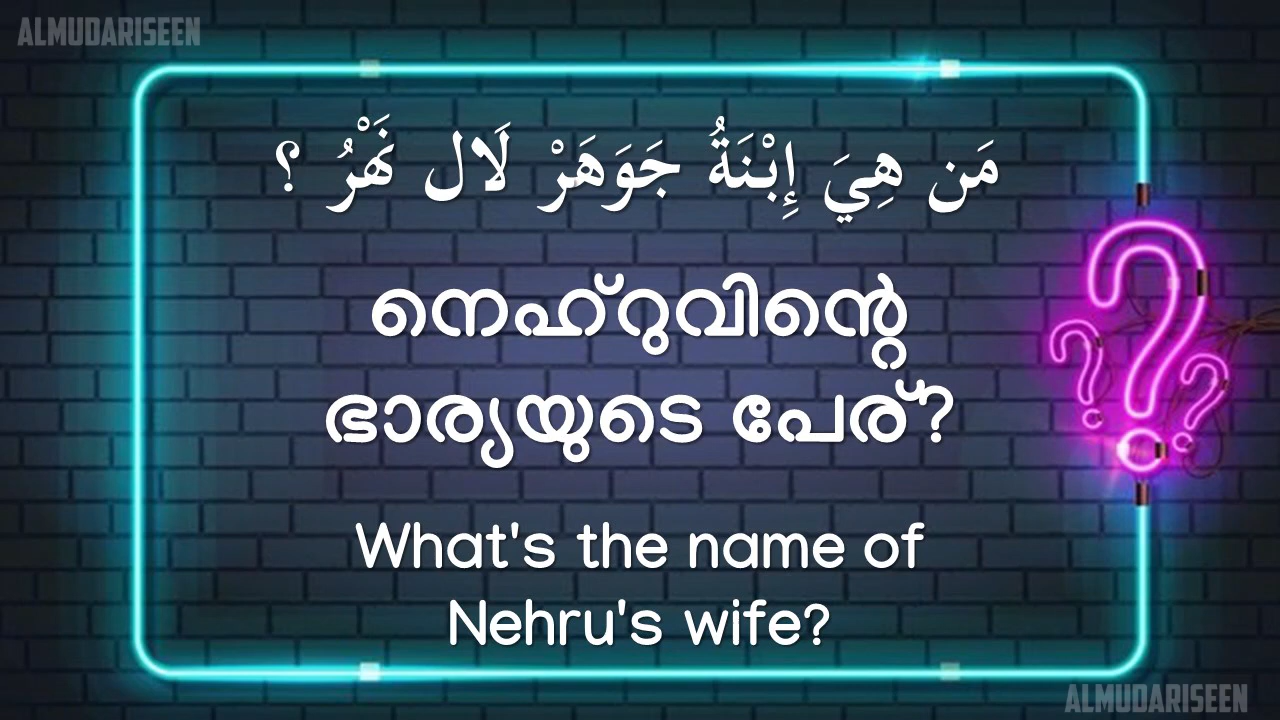 ALMUDARISEEN
مَن هِيَ إِبْنَةُ جَوَهَرْ لَال نَهْرُ ؟
നെഹ്റുവിന്റെ
ഭാര്യയുടെ പേര്?
What's the name of
Nehru's wife?
ALMUDARISEEN